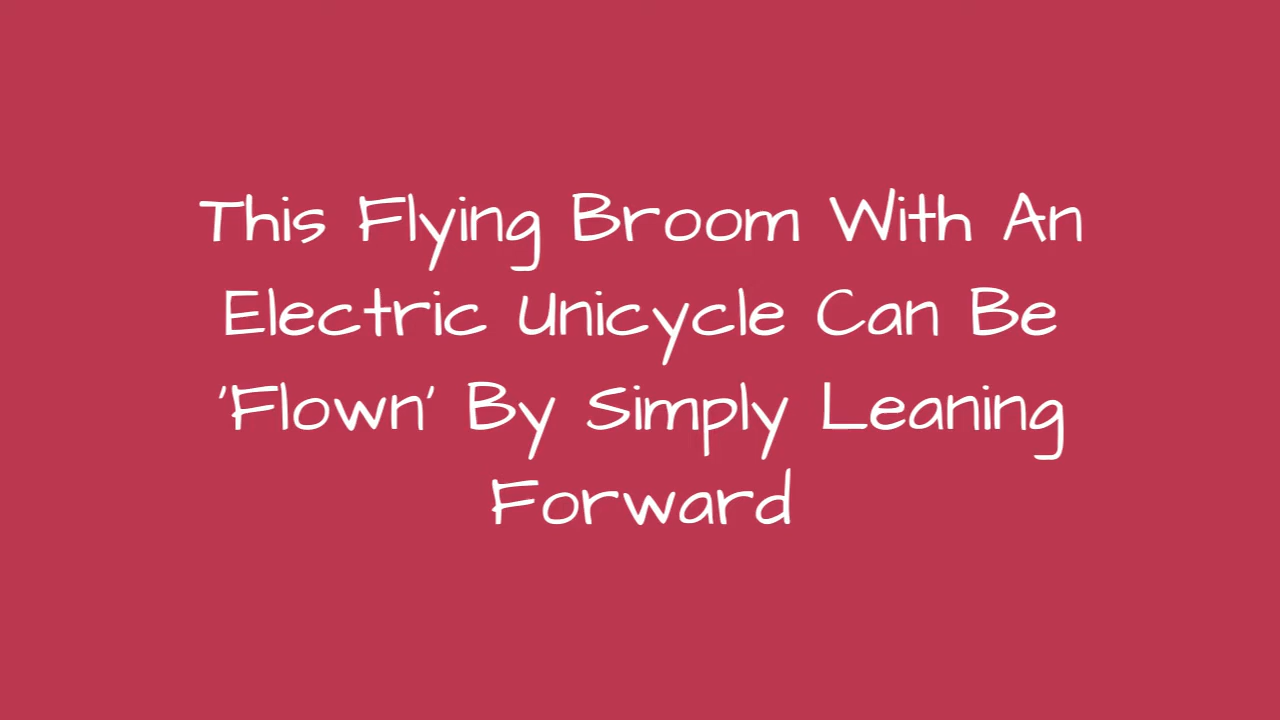 This Flying Broom With An
Electric Unicycle Can Be
'Flown' By Simply Leaning
Forward